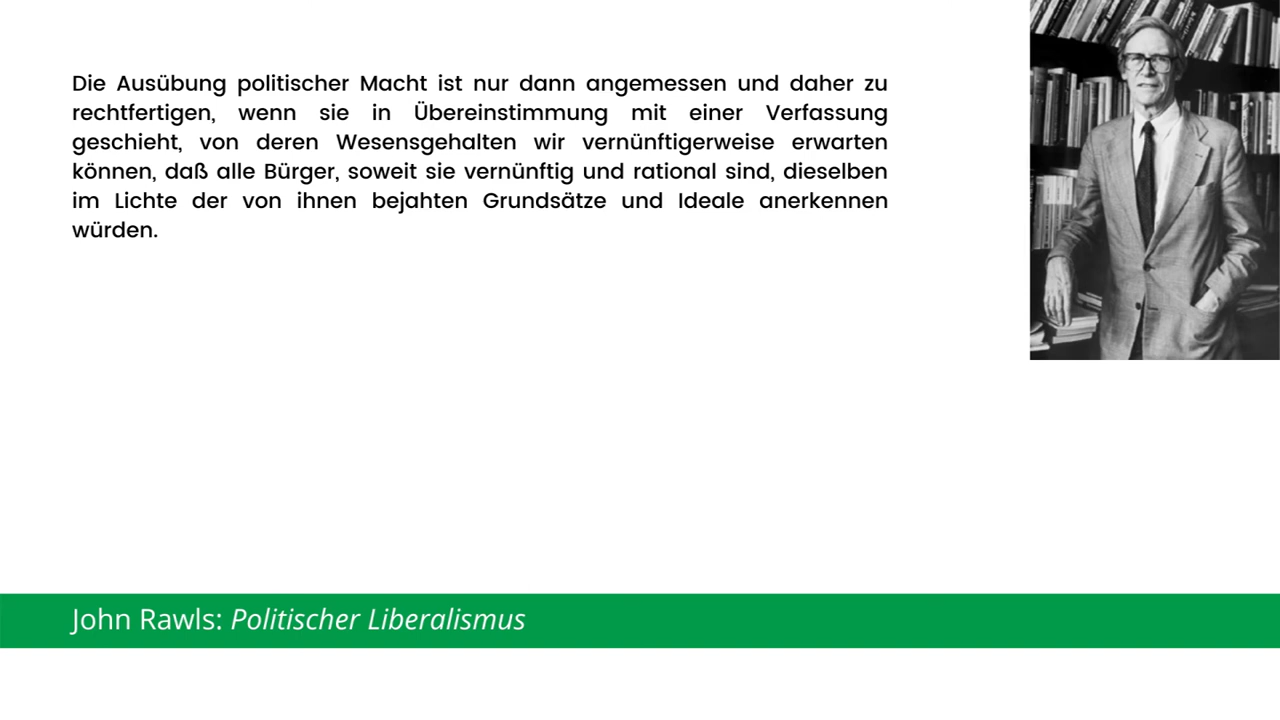 Die Ausübung politischer Macht ist nur dann angemessen und daher zu
rechtfertigen, wenn sie in Übereinstimmung mit einer Verfassung
geschieht, von deren Wesensgehalten wir vernünftigerweise erwarten
können, daß alle Bürger, soweit sie vernünftig und rational sind, dieselben
im Lichte der von ihnen bejahten Grundsätze und Ideale anerkennen
würden.
John Rawls: Politischer Liberalismus